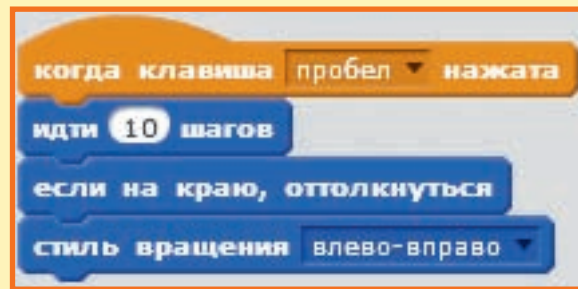 когда клавиша пробел нажата
идти 10 шагов
если на краю, оттолкнуться
стиль вращения влево-вправо